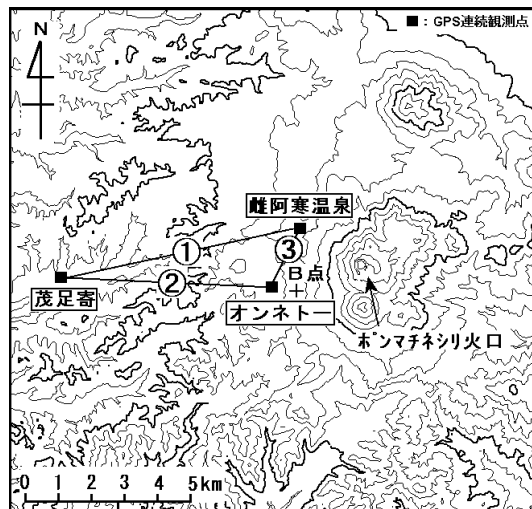 ■：GPS連続観測点
N
雌阿寒温泉
①
③
B点
②
茂足寄
オンネトー
ポンマチネシリ火口
0 1 2 3 4 5km